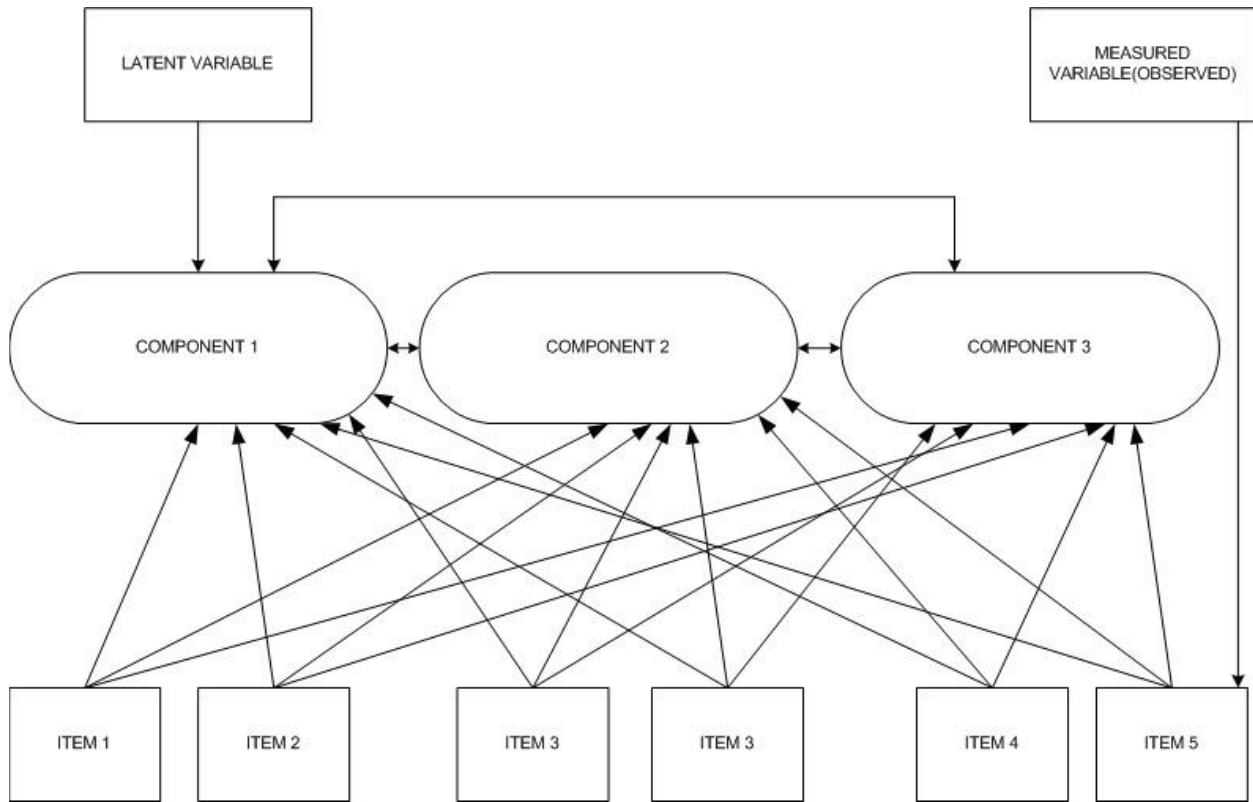 LATENT VARIABLE
MEASURED
VARIABLE(OBSERVED)
COMPONENT 1
COMPONENT 2
COMPONENT 3
ITEM 1
ITEM 2
ITEM 3
ITEM 3
ITEM 4
ITEM 5